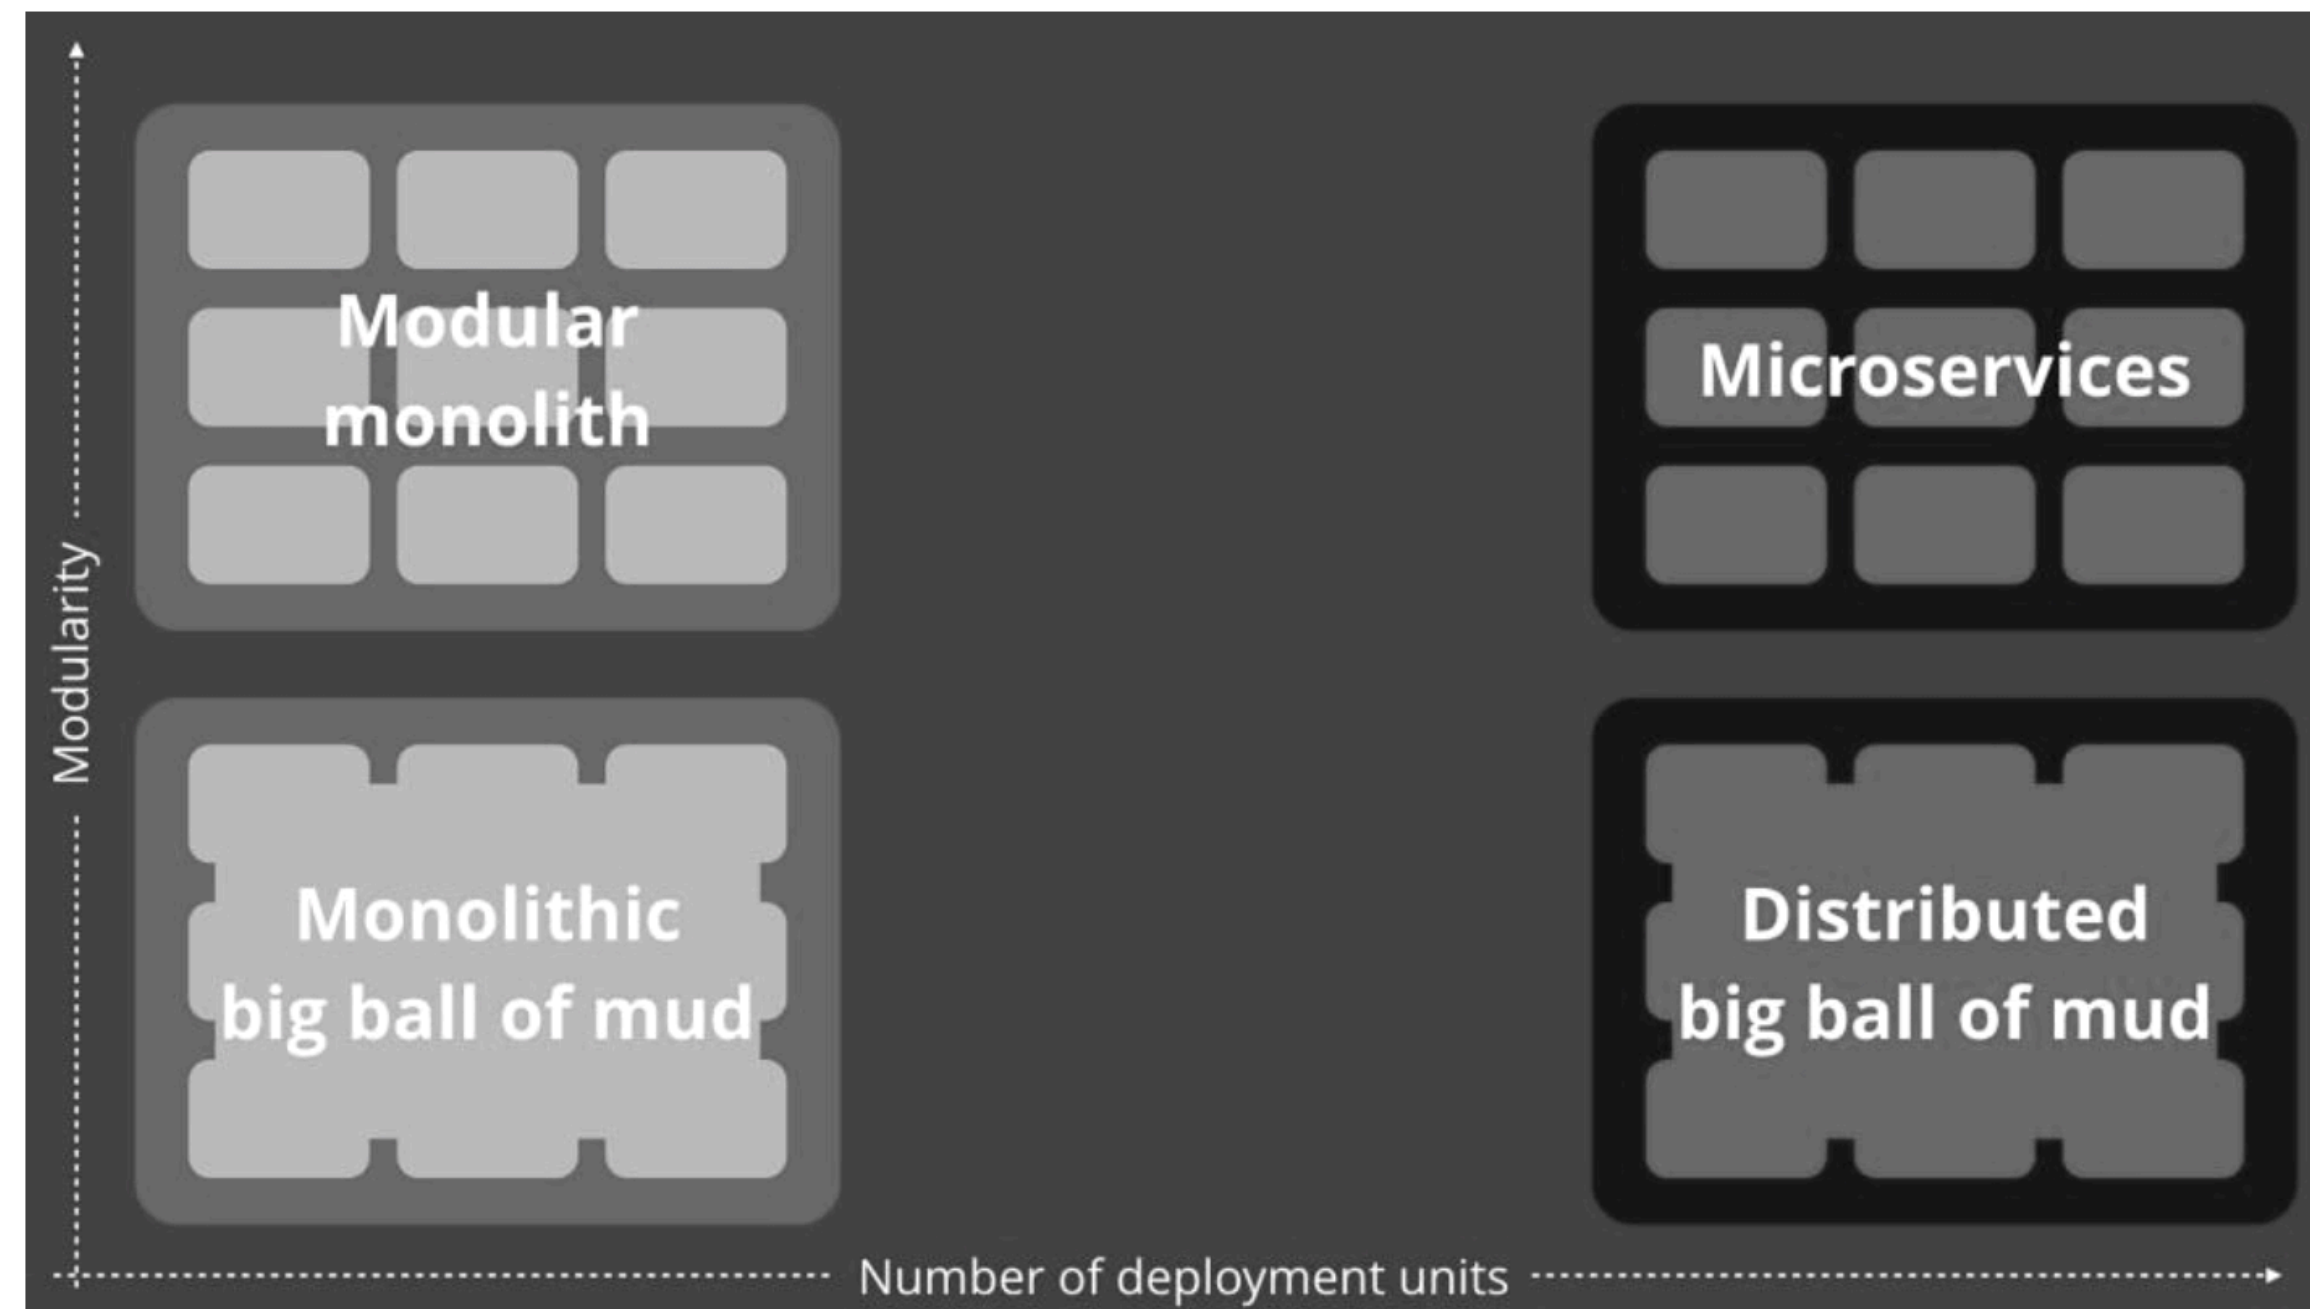 Modular
monolith
Microservices
Modularity
Monolithic
big ball of mud
Distributed
big ball of mud
Number of deployment units